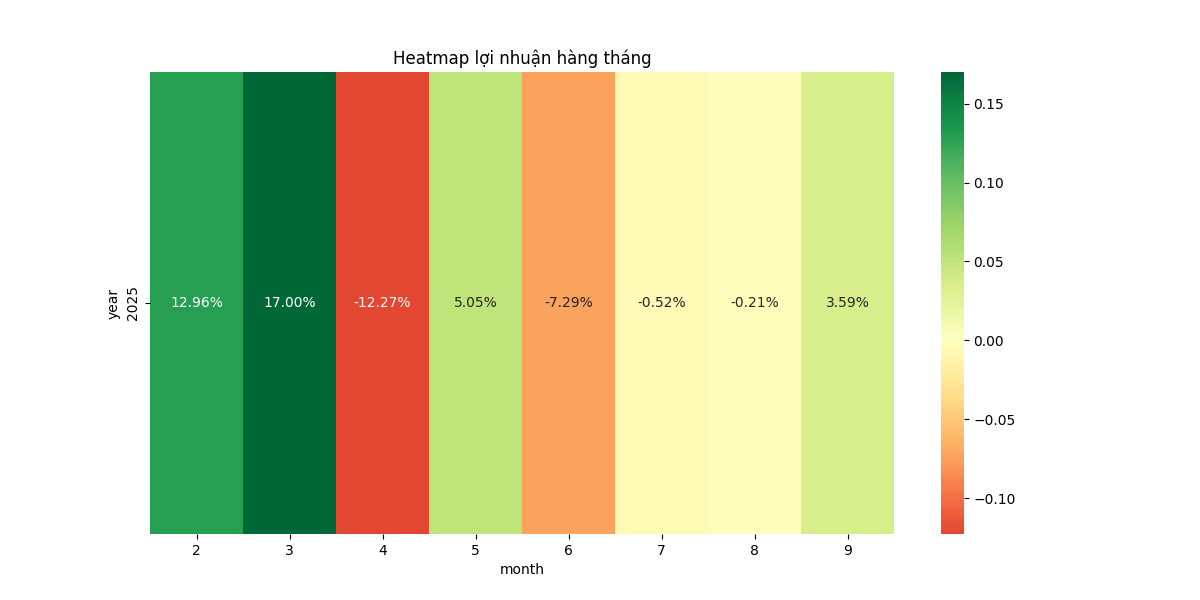 Heatmap lợi nhuận hàng tháng
year
2025
12.96% 17.00% -12.27% 5.05% -7.29% -0.52% -0.21% 3.59%
2 3 4 5 6 7 8 9
month
0.15
0.10
0.05
0.00
−0.05
−0.10